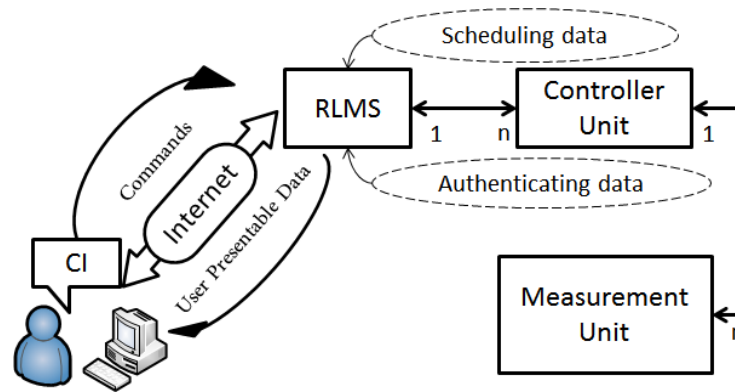 Scheduling data
RLMS
Controller
Unit
1
n
1
Authenticating data
Commands
Internet
User Presentable Data
CI
Measurement
Unit